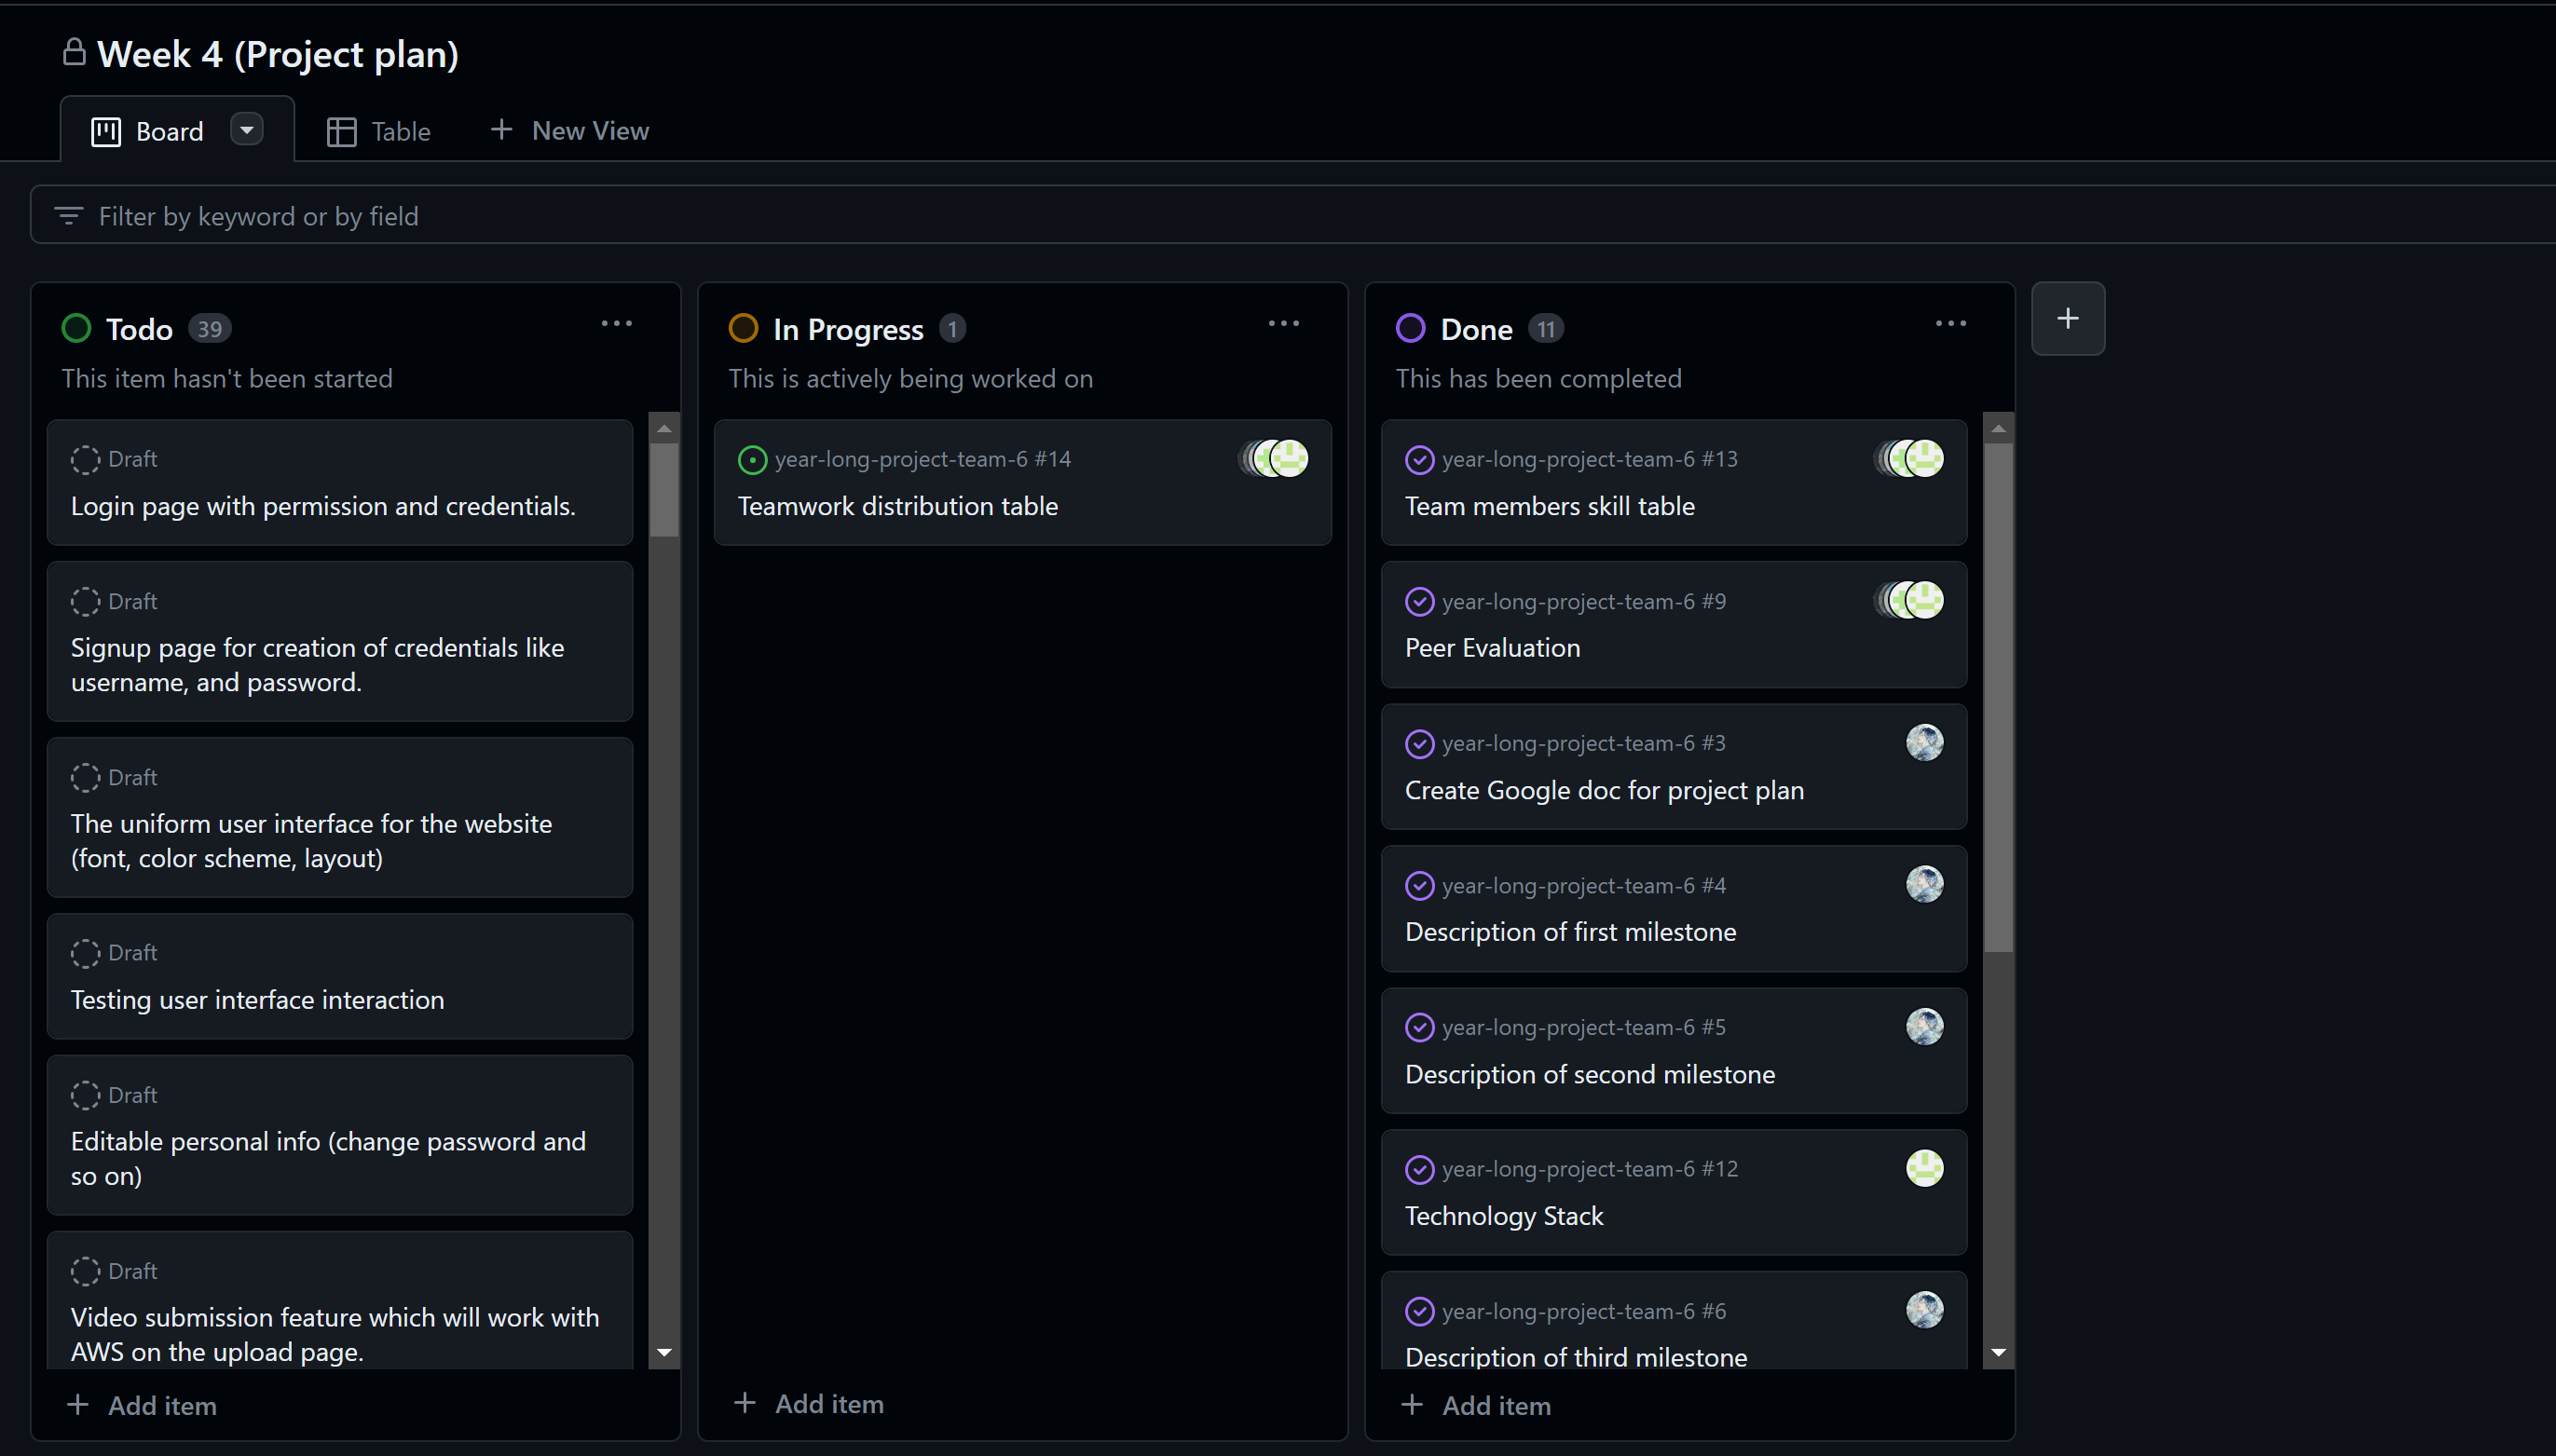 Week 4 (Project plan)
Board
Table
New View
Filter by keyword or by field
Todo 39
This item hasn't been started
Draft
Login page with permission and credentials.
Draft
Signup page for creation of credentials like
username, and password.
Draft
The uniform user interface for the website
(font, color scheme, layout)
Draft
Testing user interface interaction
Draft
Editable personal info (change password and
so on)
Draft
Video submission feature which will work with
AWS on the upload page.
Add item
In Progress 1
This is actively being worked on
year-long-project-team-6 #14
Teamwork distribution table
Add item
Done 11
This has been completed
year-long-project-team-6 #13
Team members skill table
year-long-project-team-6 #9
Peer Evaluation
year-long-project-team-6 #3
Create Google doc for project plan
year-long-project-team-6 #4
Description of first milestone
year-long-project-team-6 #5
Description of second milestone
year-long-project-team-6 #12
Technology Stack
year-long-project-team-6 #6
Description of third milestone
Add item